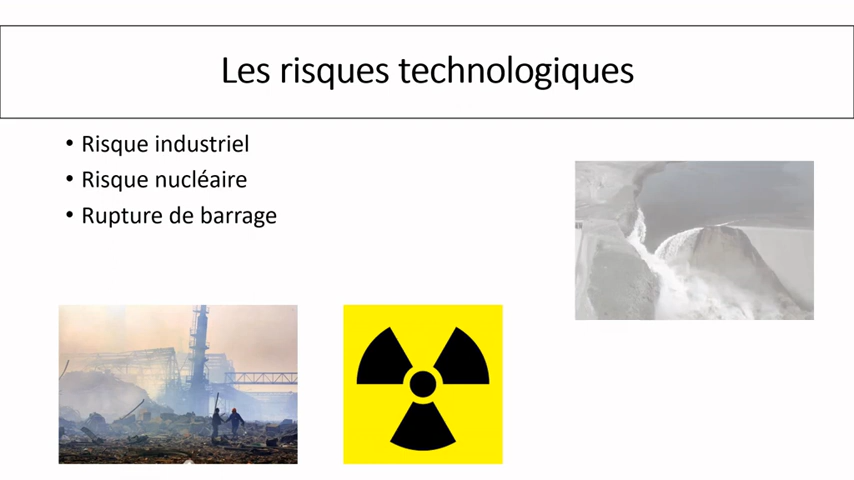 Les risques technologiques
• Risque industriel
• Risque nucléaire
• Rupture de barrage